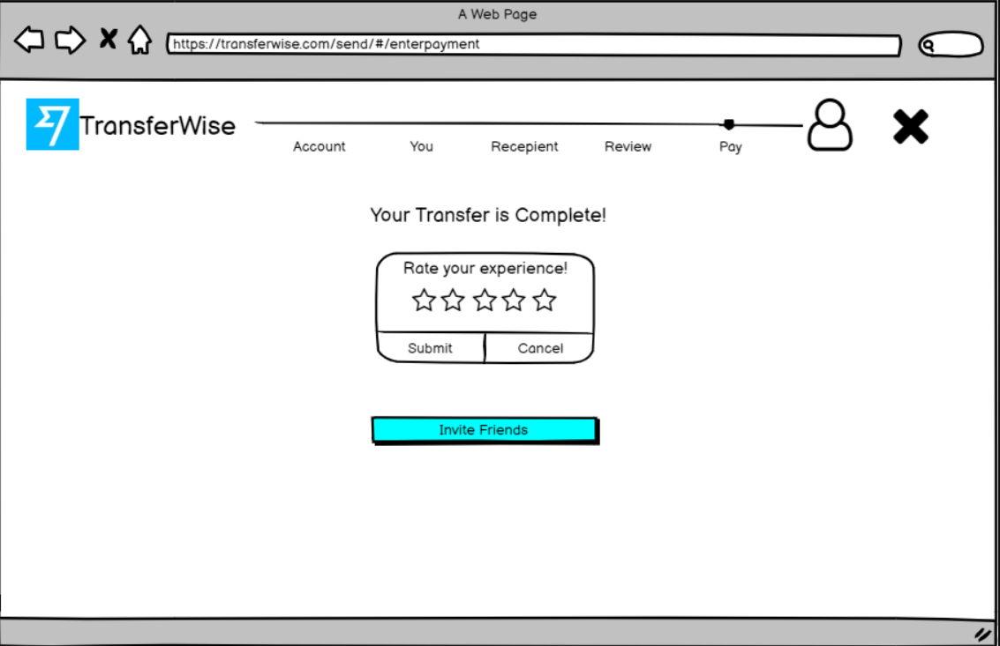 A Web Page
https://transferwise.com/send/#/enterpayment
TransferWise
Account You Recepient Review Pay
Your Transfer is Complete!
Rate your experience!
Submit Cancel
Invite Friends